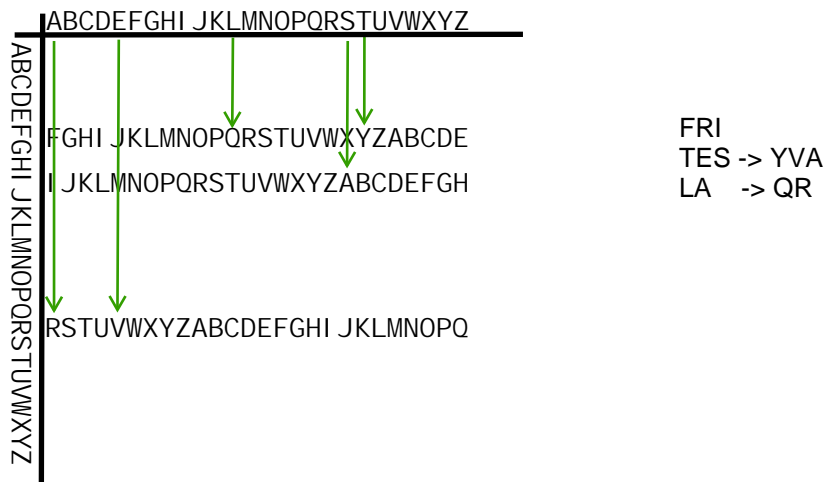 ABCDEFGHIJKLMNOPQRSTUVWXYZ
ABCDEFGHIJKLMNOPQRSTUVWXYZ
FGHIJKLMNOPQRSTUVWXYZABCDE
IJKLMNOPQRSTUVWXYZABCDEFGH
RSTUVWXYZABCDEFGHIJKLMNOPQ
FRI
TES -> YVA
LA -> QR